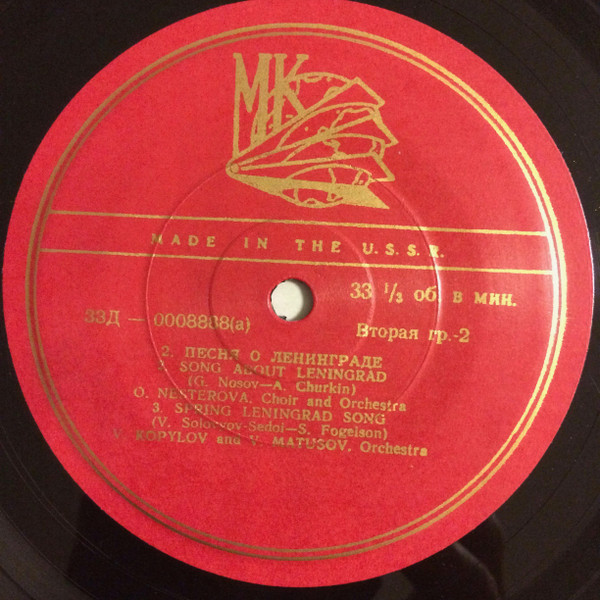 МК
MADE IN THE U.S.S.R.
33 1/3 об. в мин.
33Д — 0008888(а)
Вторая гр.-2
2. ПЕСНЯ О ЛЕНИНГРАДЕ
2. SONG ABOUT LENINGRAD
(G. Nosov—A. Churkin)
O. NESTEROVA, Choir and Orchestra
3. SPRING LENINGRAD SONG
(V. Solovyov-Sedoi—S. Fogelson)
V. KOPYLOV and V. MATUSOV, Orchestra